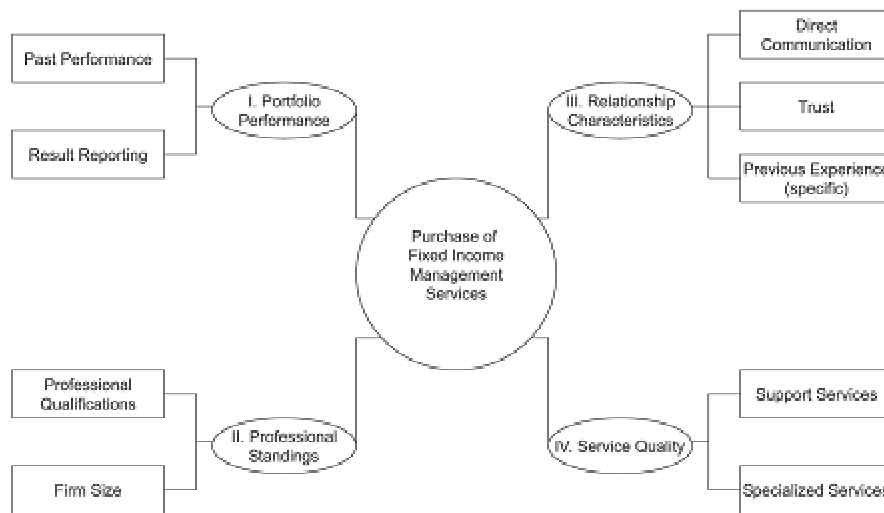 Past Performance
Result Reporting
I. Portfolio
Performance
Direct
Communication
Trust
Previous Experience
(specific)
III. Relationship
Characteristics
Purchase of
Fixed Income
Management
Services
Professional
Qualifications
Firm Size
II. Professional
Standings
Support Services
Specialized Services
IV. Service Quality